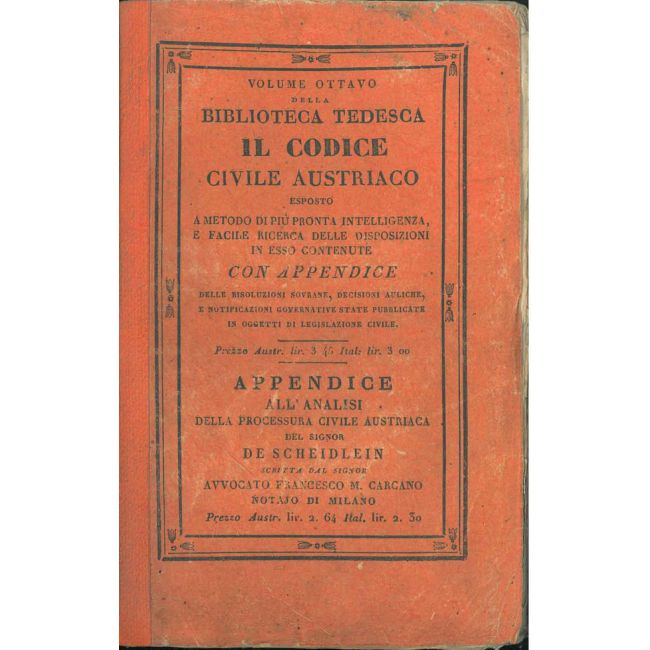 VOLUME OTTAVO
DELLA
BIBLIOTECA TEDESCA
IL CODICE
CIVILE AUSTRIACO
ESPOSTO
A METODO DI PIÙ PRONTA INTELLIGENZA,
E FACILE RICERCA DELLE DISPOSIZIONI
IN ESSO CONTENUTE
CON APPENDICE
DELLE RISOLUZIONI SOVRANE, DECISIONI AULICHE,
E NOTIFICAZIONI GOVERNATIVE STATE PUBBLICATE
IN OGGETTI DI LEGISLAZIONE CIVILE.
Prezzo Austr. lir. 3 45 Ital. lir. 3 00
APPENDICE
ALL'ANALISI
DELLA PROCESSURA CIVILE AUSTRIACA
DEL SIGNOR
DE SCHEIDLEIN
SCRITTA DAL SIGNOR
AVVOCATO FRANCESCO M. CARCANO
NOTAJO DI MILANO
Prezzo Austr. lir. 2. 64 Ital. lir. 2. 30